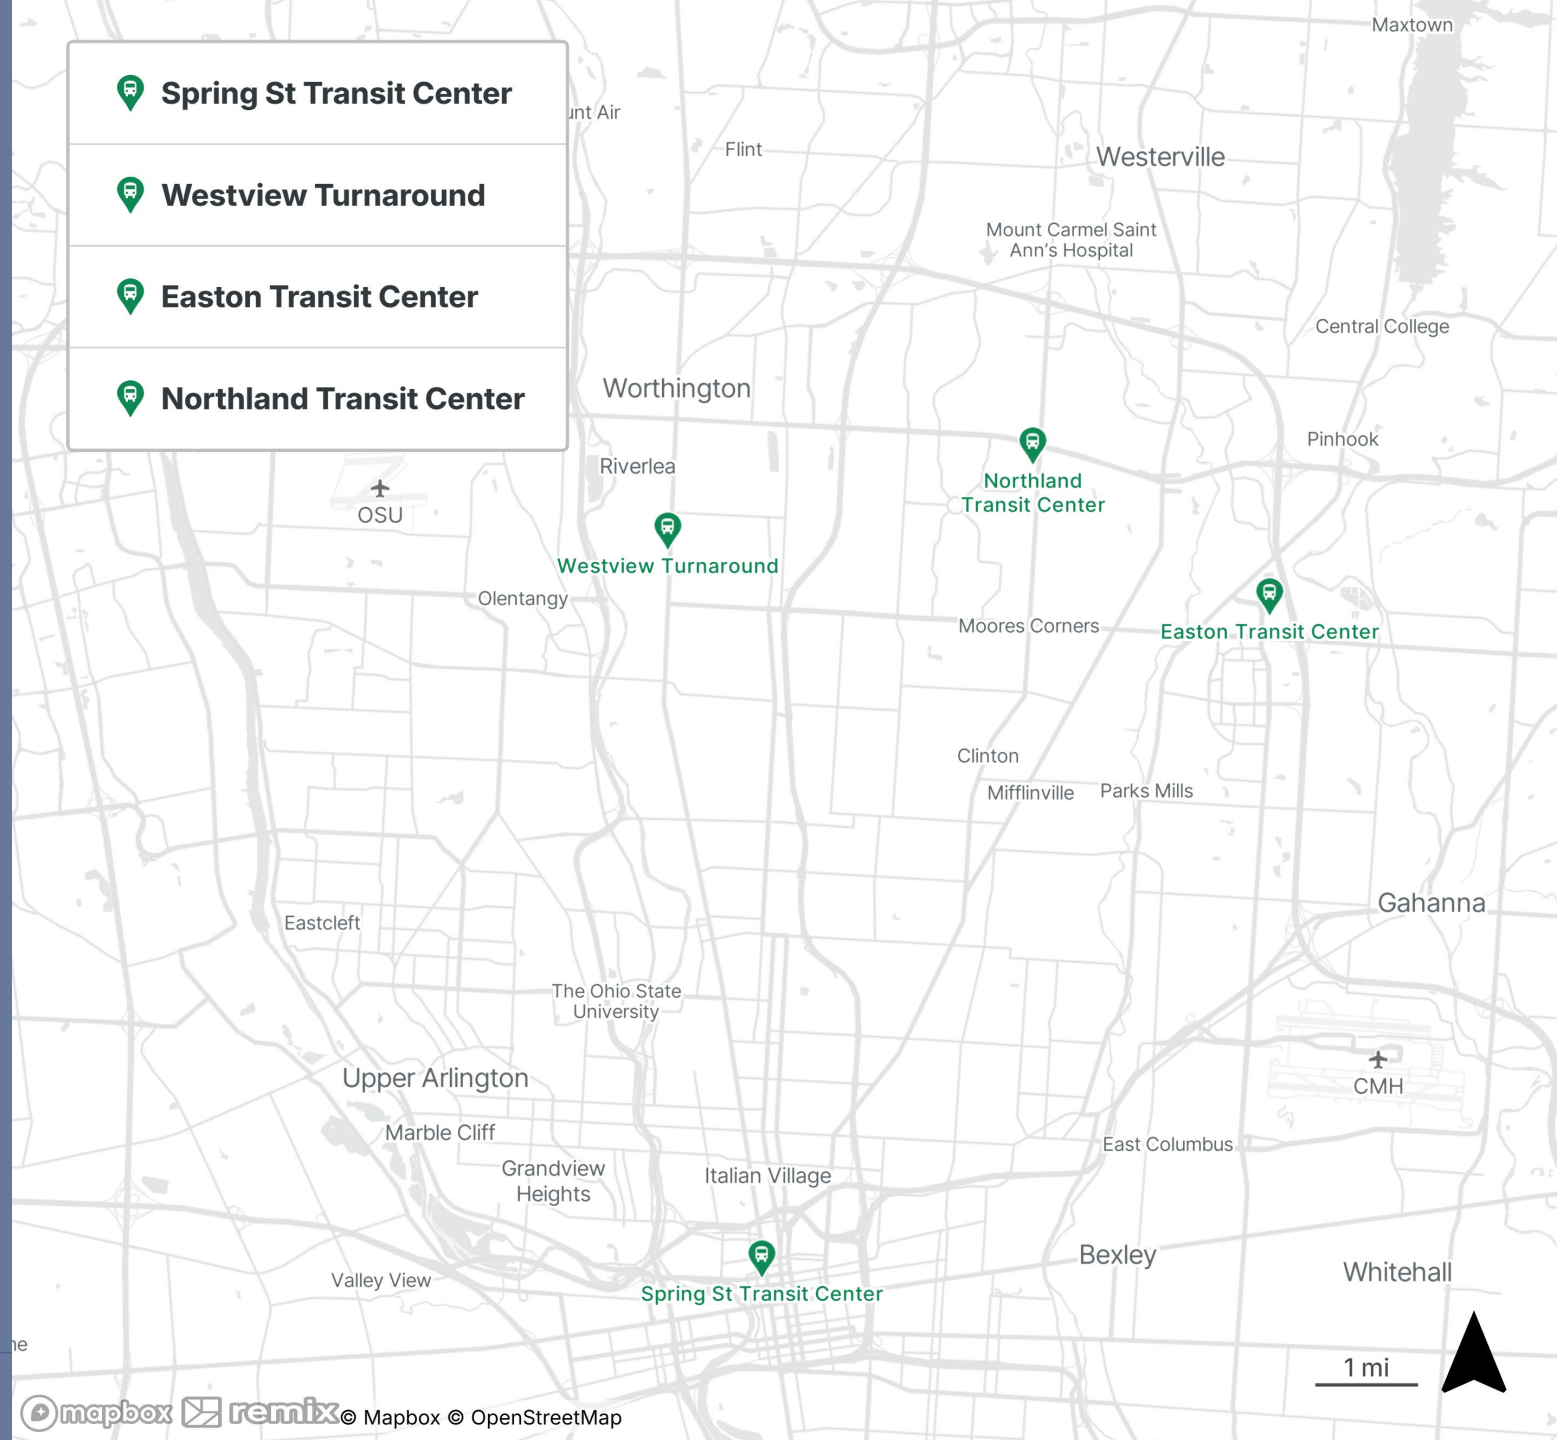 Spring St Transit Center
Westview Turnaround
Easton Transit Center
Northland Transit Center
Maxtown
unt Air
Flint
Westerville
Mount Carmel Saint
Ann's Hospital
Central College
Worthington
Pinhook
Riverlea
Northland
Transit Center
OSU
Westview Turnaround
Olentangy
Moores Corners
Easton Transit Center
Clinton
Mifflinville
Parks Mills
Gahanna
Eastcleft
The Ohio State
University
Upper Arlington
CMH
Marble Cliff
East Columbus
Grandview
Heights
Italian Village
Bexley
Whitehall
Valley View
Spring St Transit Center
ne
1 mi
mapbox remix © Mapbox © OpenStreetMap